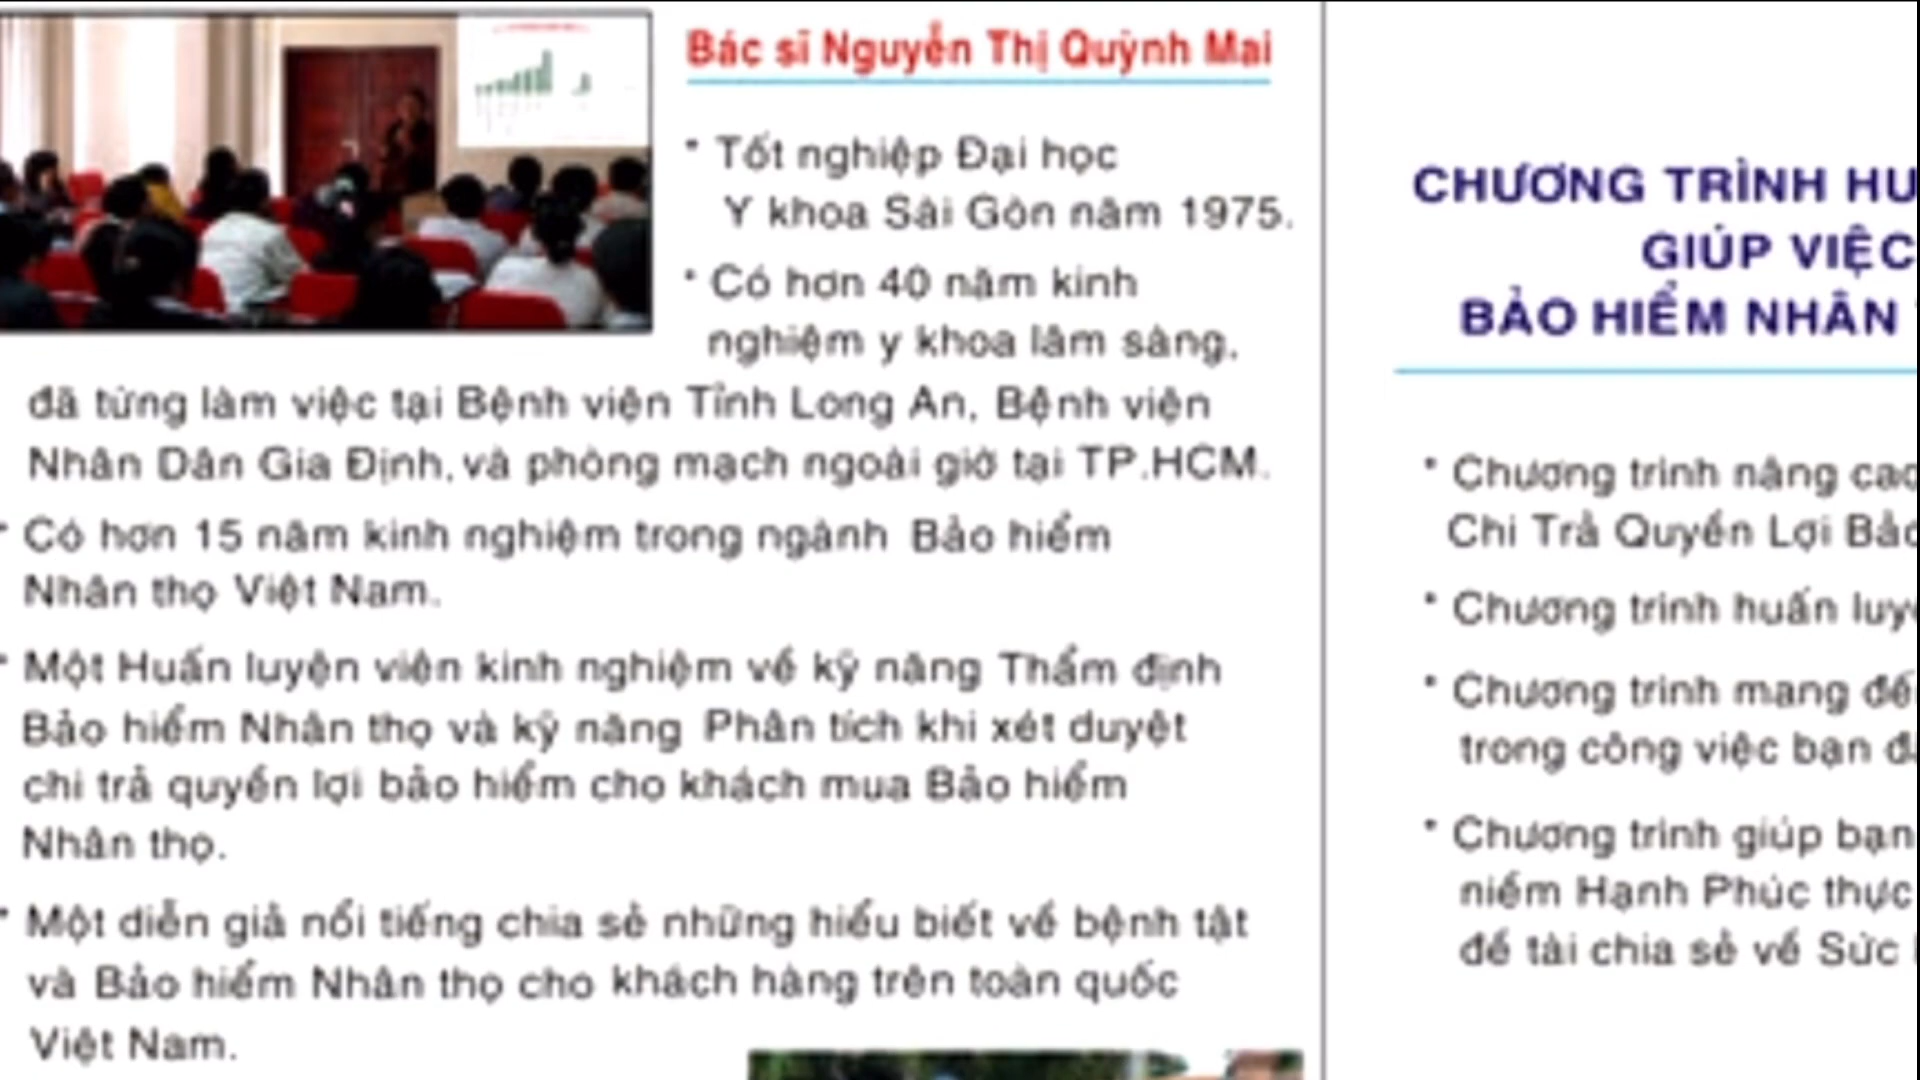 Bác sĩ Nguyễn Thị Quỳnh Mai
* Tốt nghiệp Đại học
Y khoa Sài Gòn năm 1975.
* Có hơn 40 năm kinh
nghiệm y khoa lâm sàng,
đã từng làm việc tại Bệnh viện Tỉnh Long An, Bệnh viện
Nhân Dân Gia Định, và phòng mạch ngoài giờ tại TP.HCM.
* Có hơn 15 năm kinh nghiệm trong ngành Bảo hiểm
Nhân thọ Việt Nam.
* Một Huấn luyện viên kinh nghiệm về kỹ năng Thẩm định
Bảo hiểm Nhân thọ và kỹ năng Phân tích khi xét duyệt
chi trả quyền lợi bảo hiểm cho khách mua Bảo hiểm
Nhân thọ.
* Một diễn giả nổi tiếng chia sẻ những hiểu biết về bệnh tật
và Bảo hiểm Nhân thọ cho khách hàng trên toàn quốc
Việt Nam.
CHƯƠNG TRÌNH
GIÚP VIỆC
BẢO HIỂM NHÂN
* Chương trình nâng cao
Chi Trả Quyền Lợi Bảo
* Chương trình huấn
* Chương trình mang đến
trong công việc bạn
* Chương trình giúp bạn
niềm Hạnh Phúc thực
đề tài chia sẻ về Sức